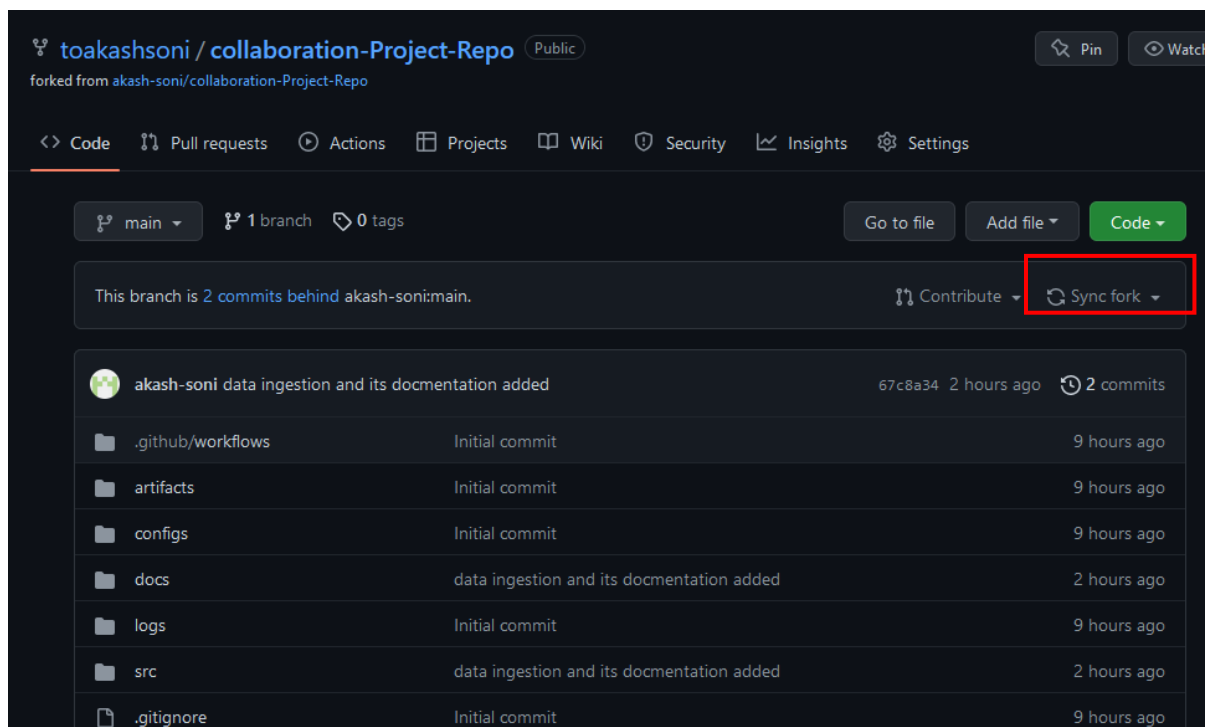 toakashsoni / collaboration-Project-Repo Public Pin Watch
forked from akash-soni/collaboration-Project-Repo
<> Code Pull requests Actions Projects Wiki Security Insights Settings
main 1 branch 0 tags Go to file Add file Code
This branch is 2 commits behind akash-soni:main. Contribute Sync fork
akash-soni data ingestion and its docmentation added 67c8a34 2 hours ago 2 commits
.github/workflows Initial commit 9 hours ago
artifacts Initial commit 9 hours ago
configs Initial commit 9 hours ago
docs data ingestion and its docmentation added 2 hours ago
logs Initial commit 9 hours ago
src data ingestion and its docmentation added 2 hours ago
.gitignore Initial commit 9 hours ago